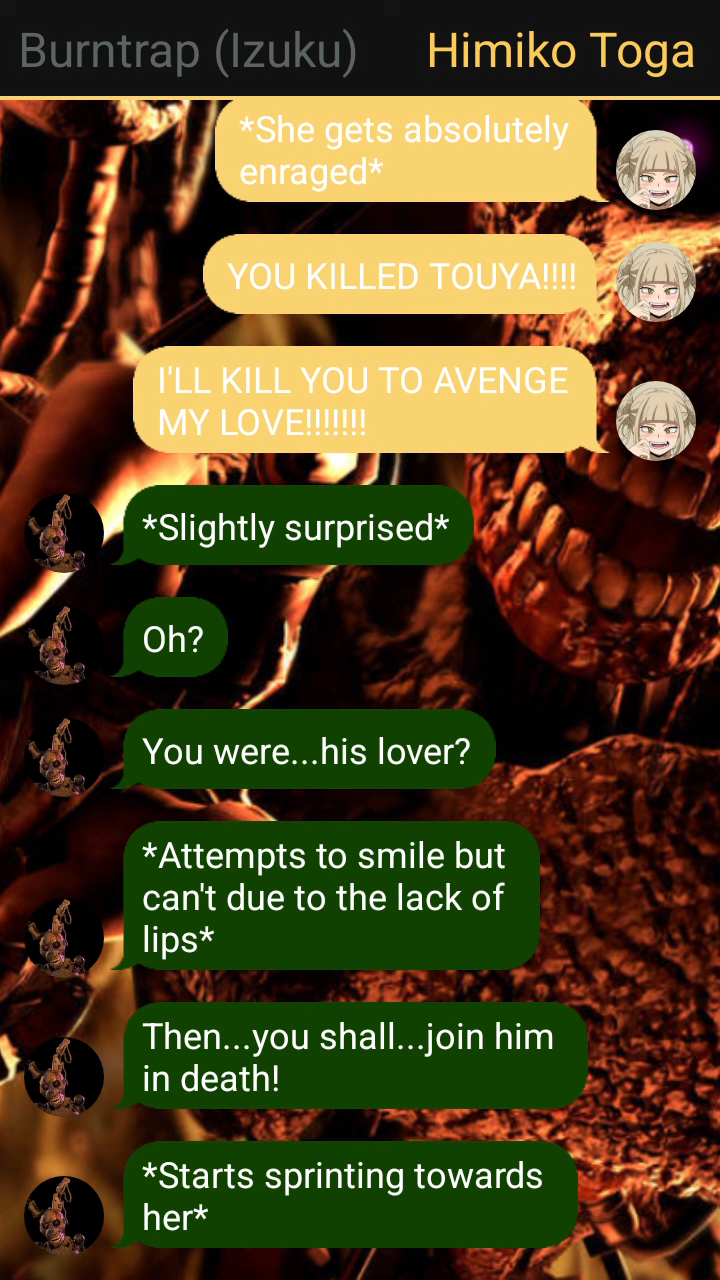 Burntrap (Izuku) Himiko Toga
*She gets absolutely
enraged*
YOU KILLED TOUYA!!!!
I'LL KILL YOU TO AVENGE
MY LOVE!!!!!!!
*Slightly surprised*
Oh?
You were...his lover?
*Attempts to smile but
can't due to the lack of
lips*
Then...you shall...join him
in death!
*Starts sprinting towards
her*